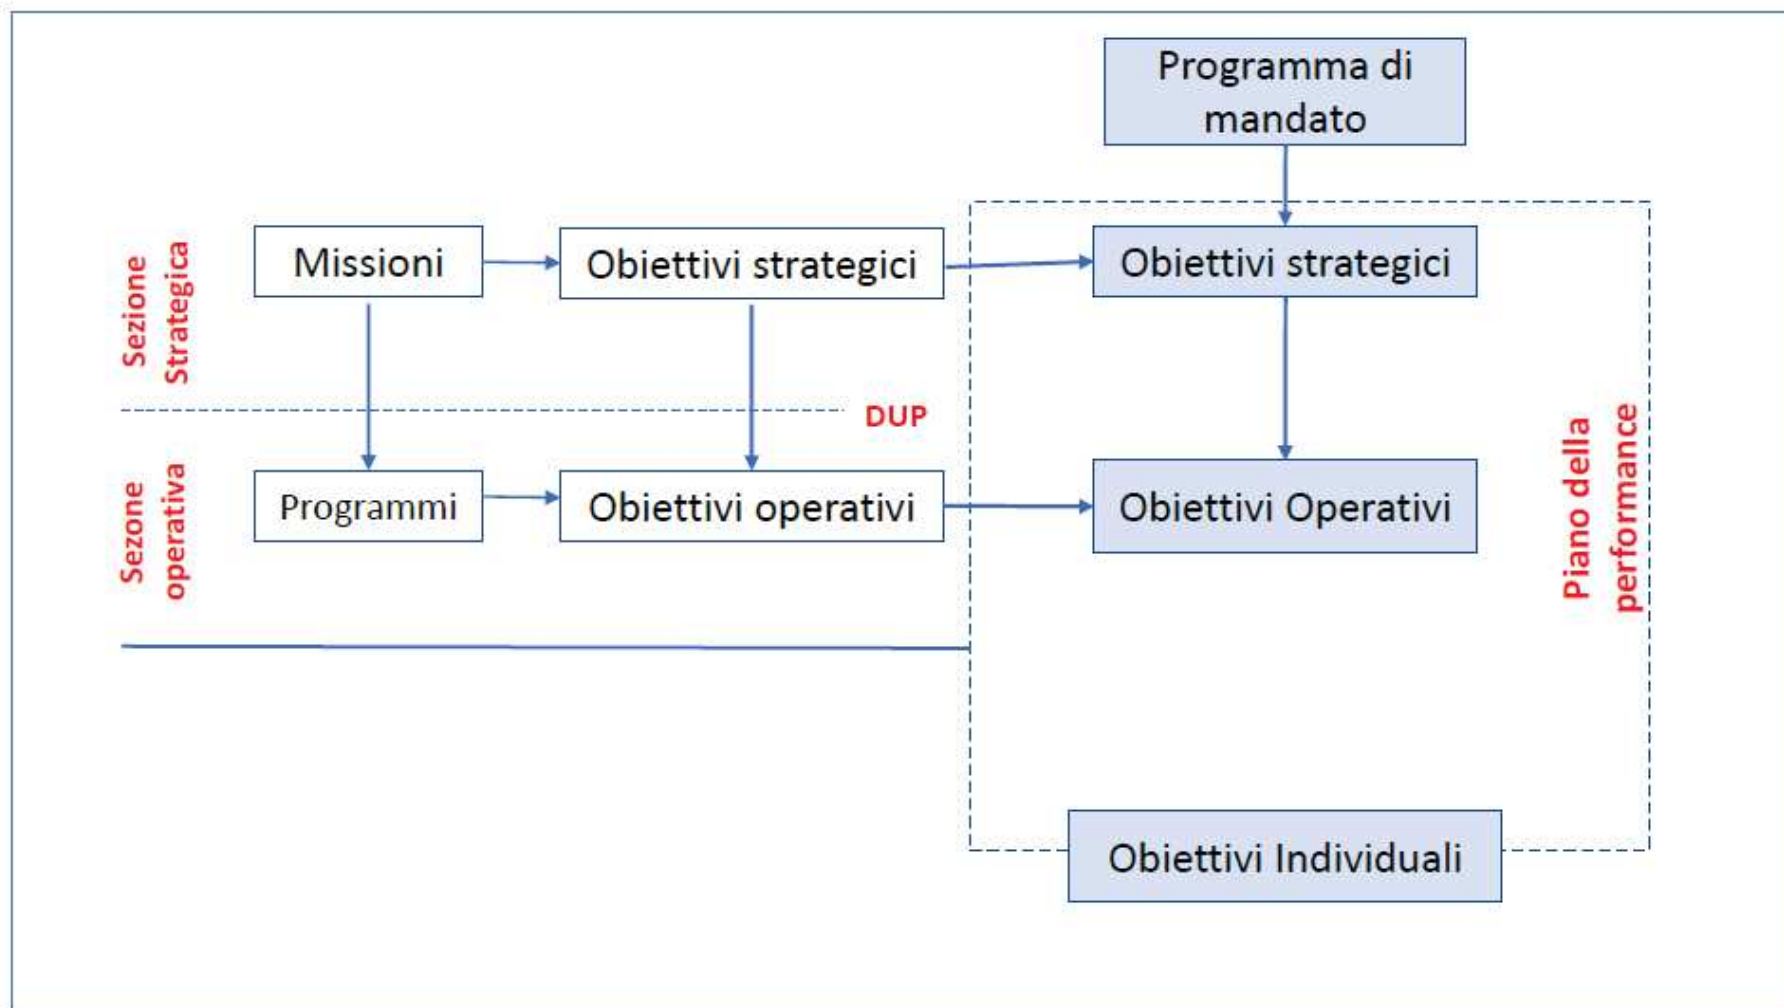 Programma di
mandato
Sezione
Strategica
Missioni
Obiettivi strategici
Obiettivi strategici
DUP
Sezone
operativa
Programmi
Obiettivi operativi
Obiettivi Operativi
Piano della
performance
Obiettivi Individuali